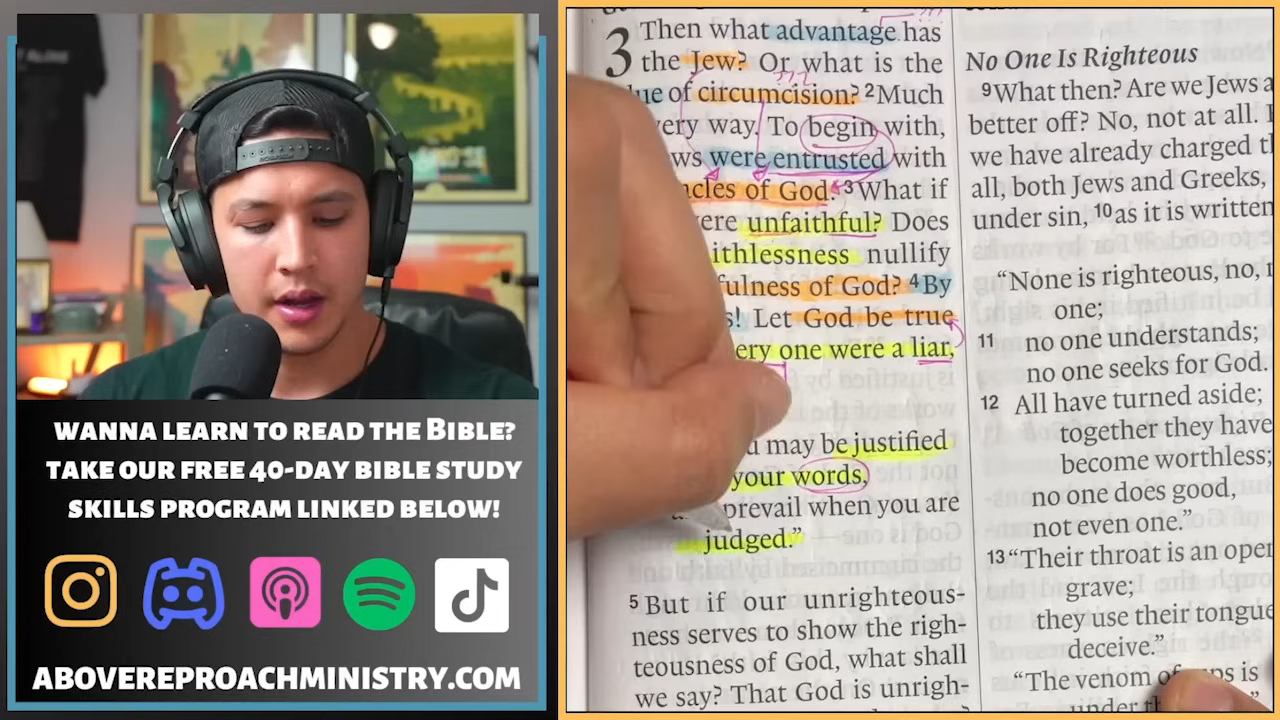 WANNA LEARN TO READ THE BIBLE?
TAKE OUR FREE 40-DAY BIBLE STUDY
SKILLS PROGRAM LINKED BELOW!
ABOVEREPROACHMINISTRY.COM
3 Then what advantage has
the Jew? Or what is the
of circumcision? 2 Much
way. To begin with,
were entrusted with
of God. 3 What if
unfaithful? Does
nullify
of God? 4 By
Let God be true
one were a liar,
may be justified
your words,
prevail when you are
judged.”
5 But if our unrighteous-
ness serves to show the righ-
teousness of God, what shall
we say? That God is unrigh-
No One Is Righteous
9 What then? Are we Jews a
better off? No, not at all.
we have already charged
all, both Jews and Greeks,
under sin, 10 as it is written
“None is righteous, no,
one;
11 no one understands;
no one seeks for God.
12 All have turned aside;
together they have
become worthless;
no one does good,
not even one.”
13 “Their throat is an open
grave;
they use their tongue
deceive.”
“The venom of is
under